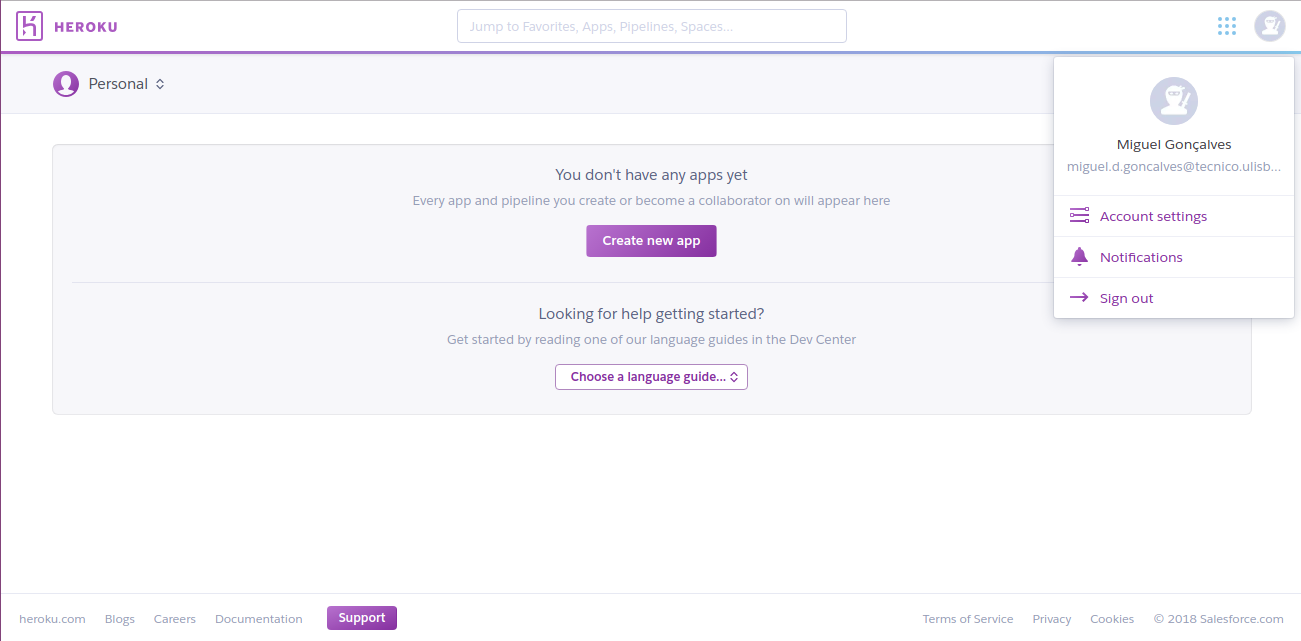 HEROKU
Jump to Favorites, Apps, Pipelines, Spaces...
Personal
Miguel Gonçalves
miguel.d.goncalves@tecnico.ulisb...
Account settings
Notifications
Sign out
You don't have any apps yet
Every app and pipeline you create or become a collaborator on will appear here
Create new app
Looking for help getting started?
Get started by reading one of our language guides in the Dev Center
Choose a language guide...
heroku.com Blogs Careers Documentation Support Terms of Service Privacy Cookies © 2018 Salesforce.com